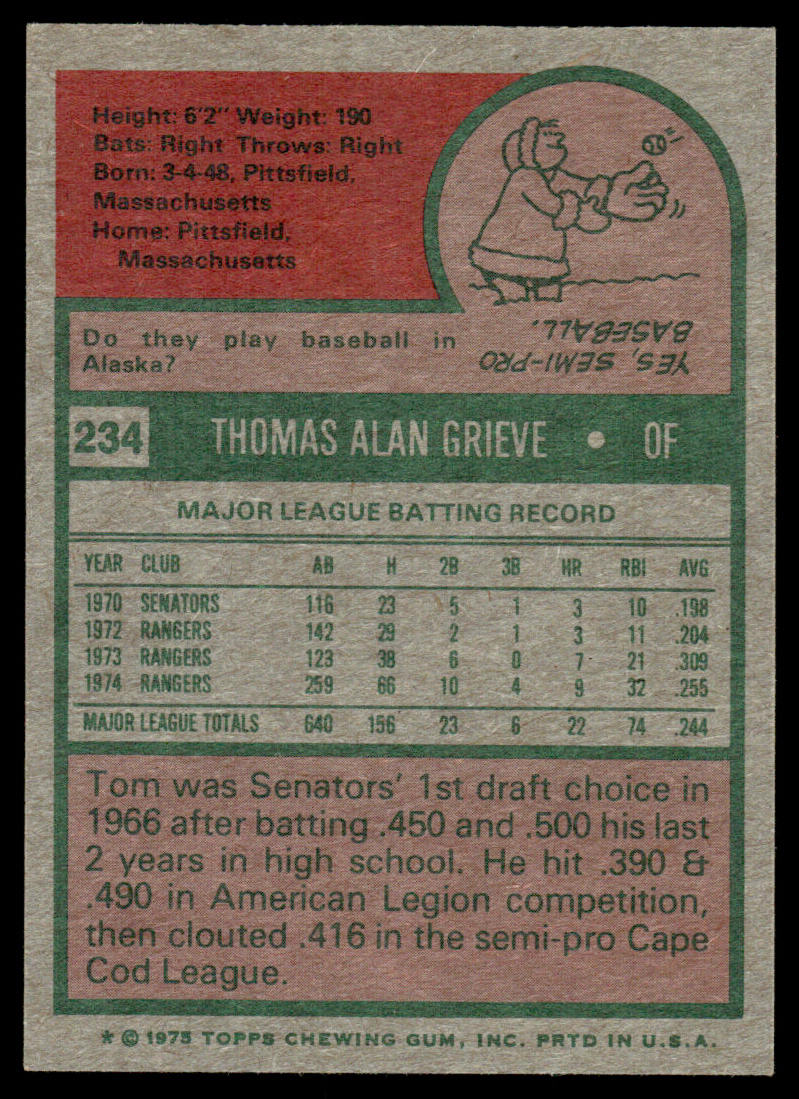 Height: 6'2" Weight: 190
Bats: Right Throws: Right
Born: 3-4-48, Pittsfield,
Massachusetts
Home: Pittsfield,
Massachusetts
Do they play baseball in
Alaska?
YES, SEMI-PRO
BASEBALL.
234 THOMAS ALAN GRIEVE • OF
MAJOR LEAGUE BATTING RECORD
YEAR CLUB AB H 2B 3B HR RBI AVG
1970 SENATORS 116 23 5 1 3 10 .198
1972 RANGERS 142 29 2 1 3 11 .204
1973 RANGERS 123 38 6 0 7 21 .309
1974 RANGERS 259 66 10 4 9 32 .255
MAJOR LEAGUE TOTALS 640 156 23 6 22 74 .244
Tom was Senators' 1st draft choice in
1966 after batting .450 and .500 his last
2 years in high school. He hit .390 &
.490 in American Legion competition,
then clouted .416 in the semi-pro Cape
Cod League.
* © 1975 TOPPS CHEWING GUM, INC. PRTD IN U.S.A.